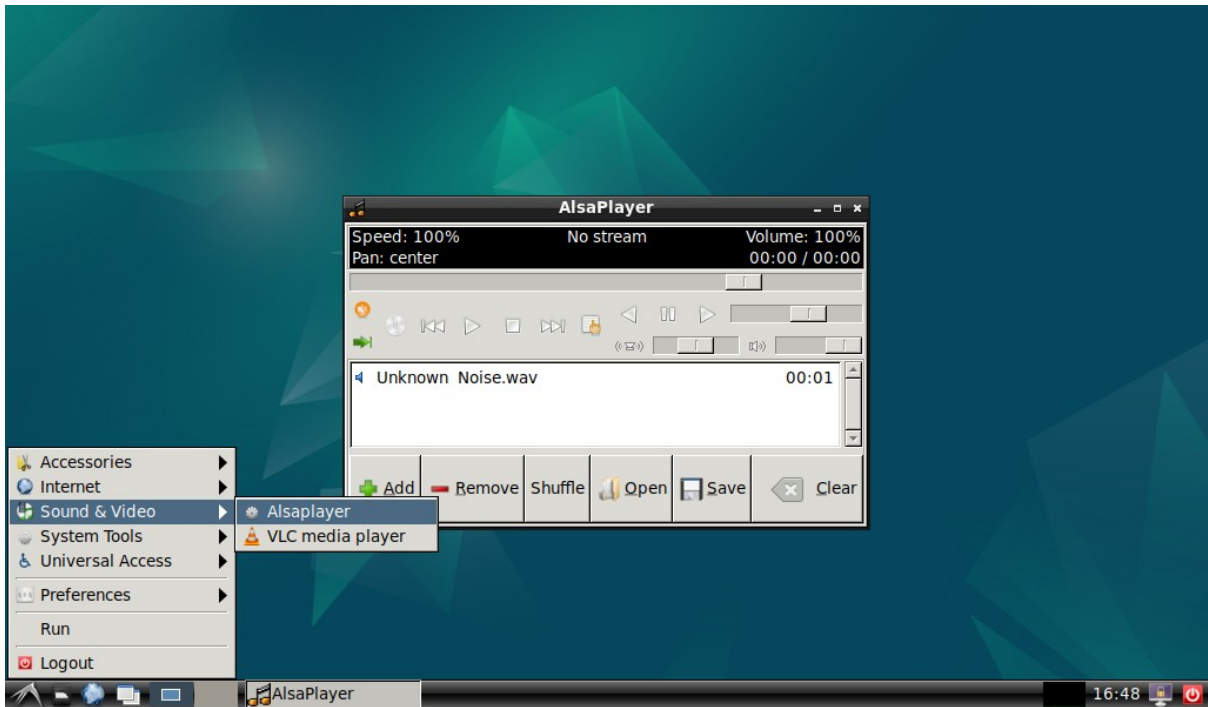 AlsaPlayer
Speed: 100% No stream Volume: 100%
Pan: center 00:00 / 00:00
Unknown Noise.wav 00:01
Add Remove Shuffle Open Save Clear
Accessories
Internet
Sound & Video
System Tools
Universal Access
Preferences
Run
Logout
Alsaplayer
VLC media player
AlsaPlayer
16:48